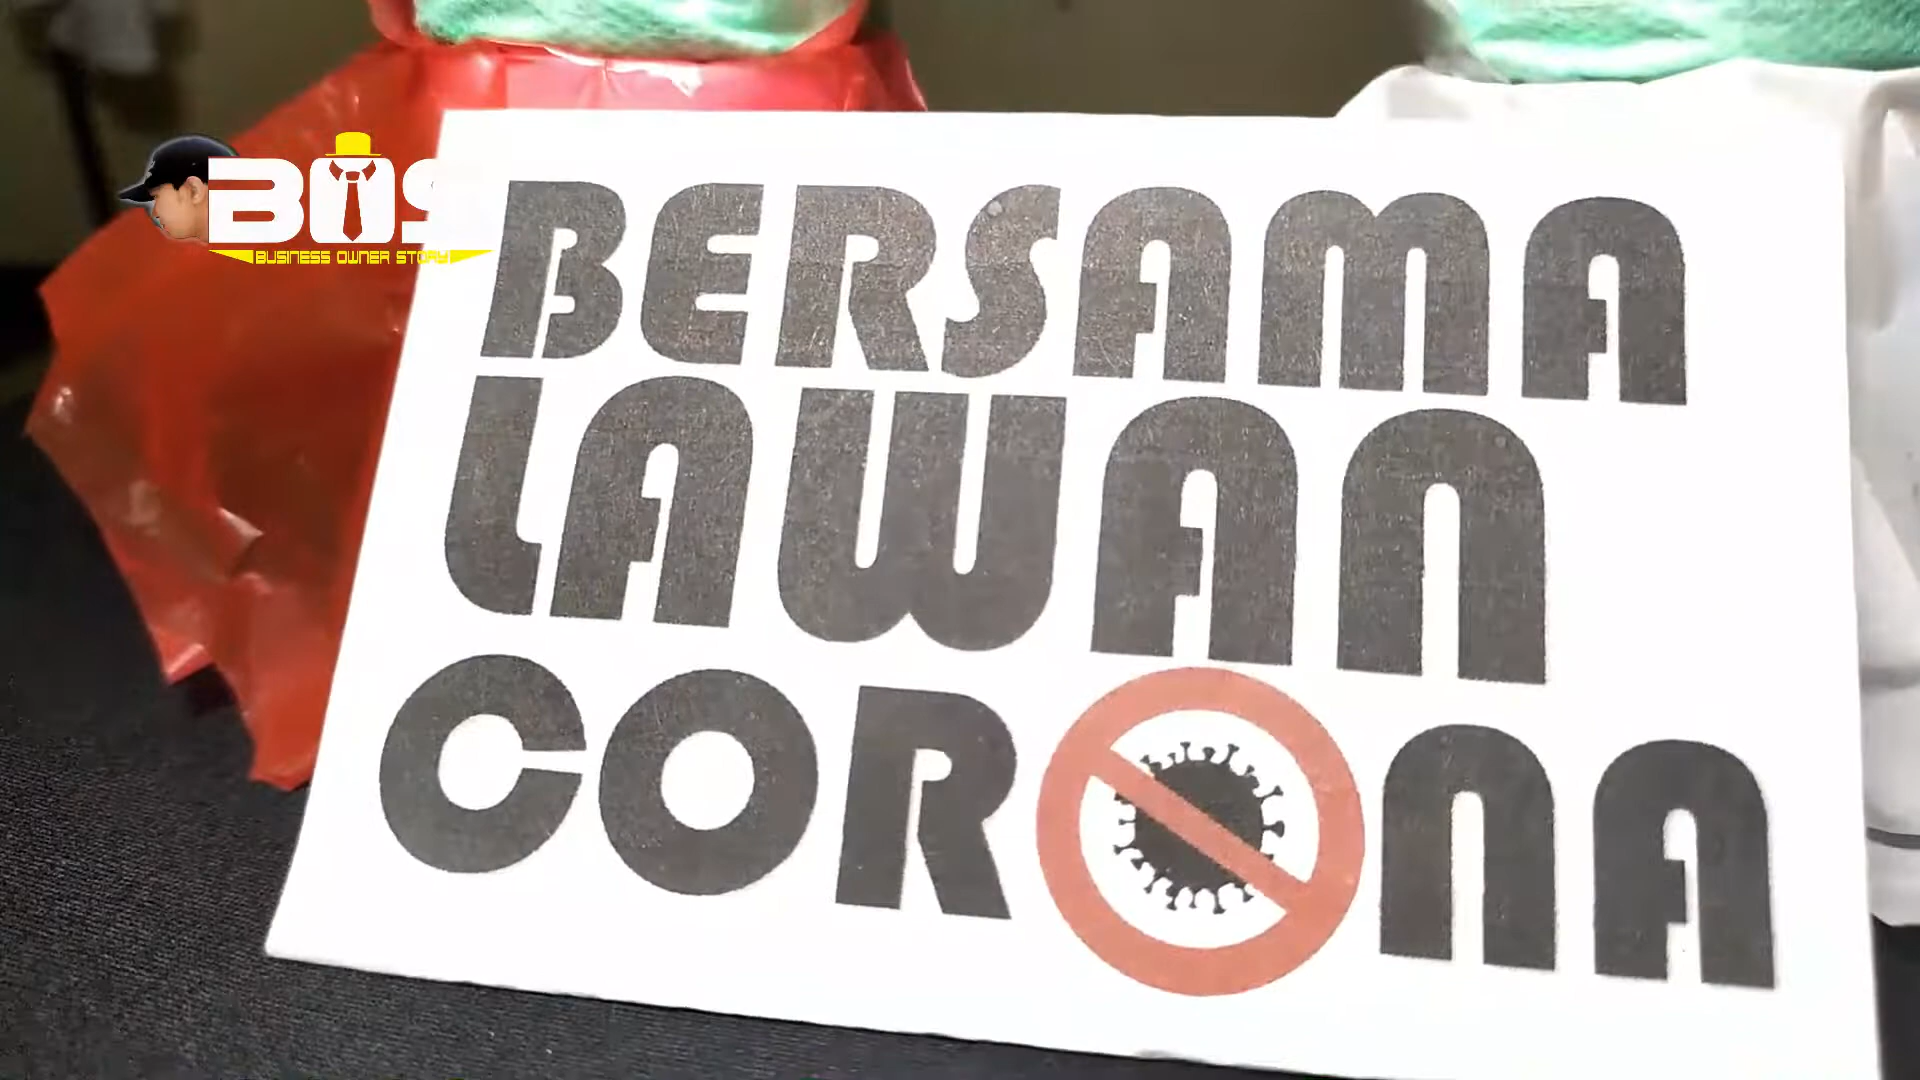 BOS
BUSINESS OWNER STORY
BERSAMA
LAWAN
CORONA